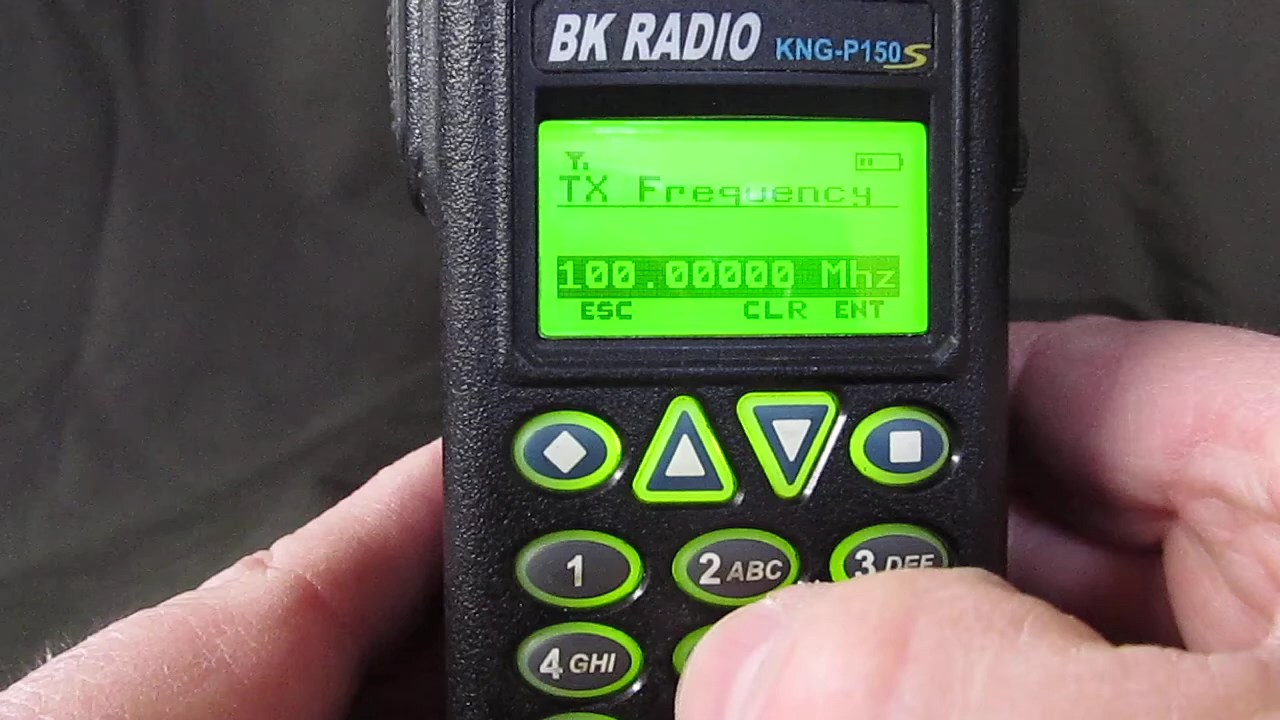 BK RADIO KNG-P150S
TX Frequency
100.00000 Mhz
ESC CLR ENT
1 2 ABC 3 DEF
4 GHI